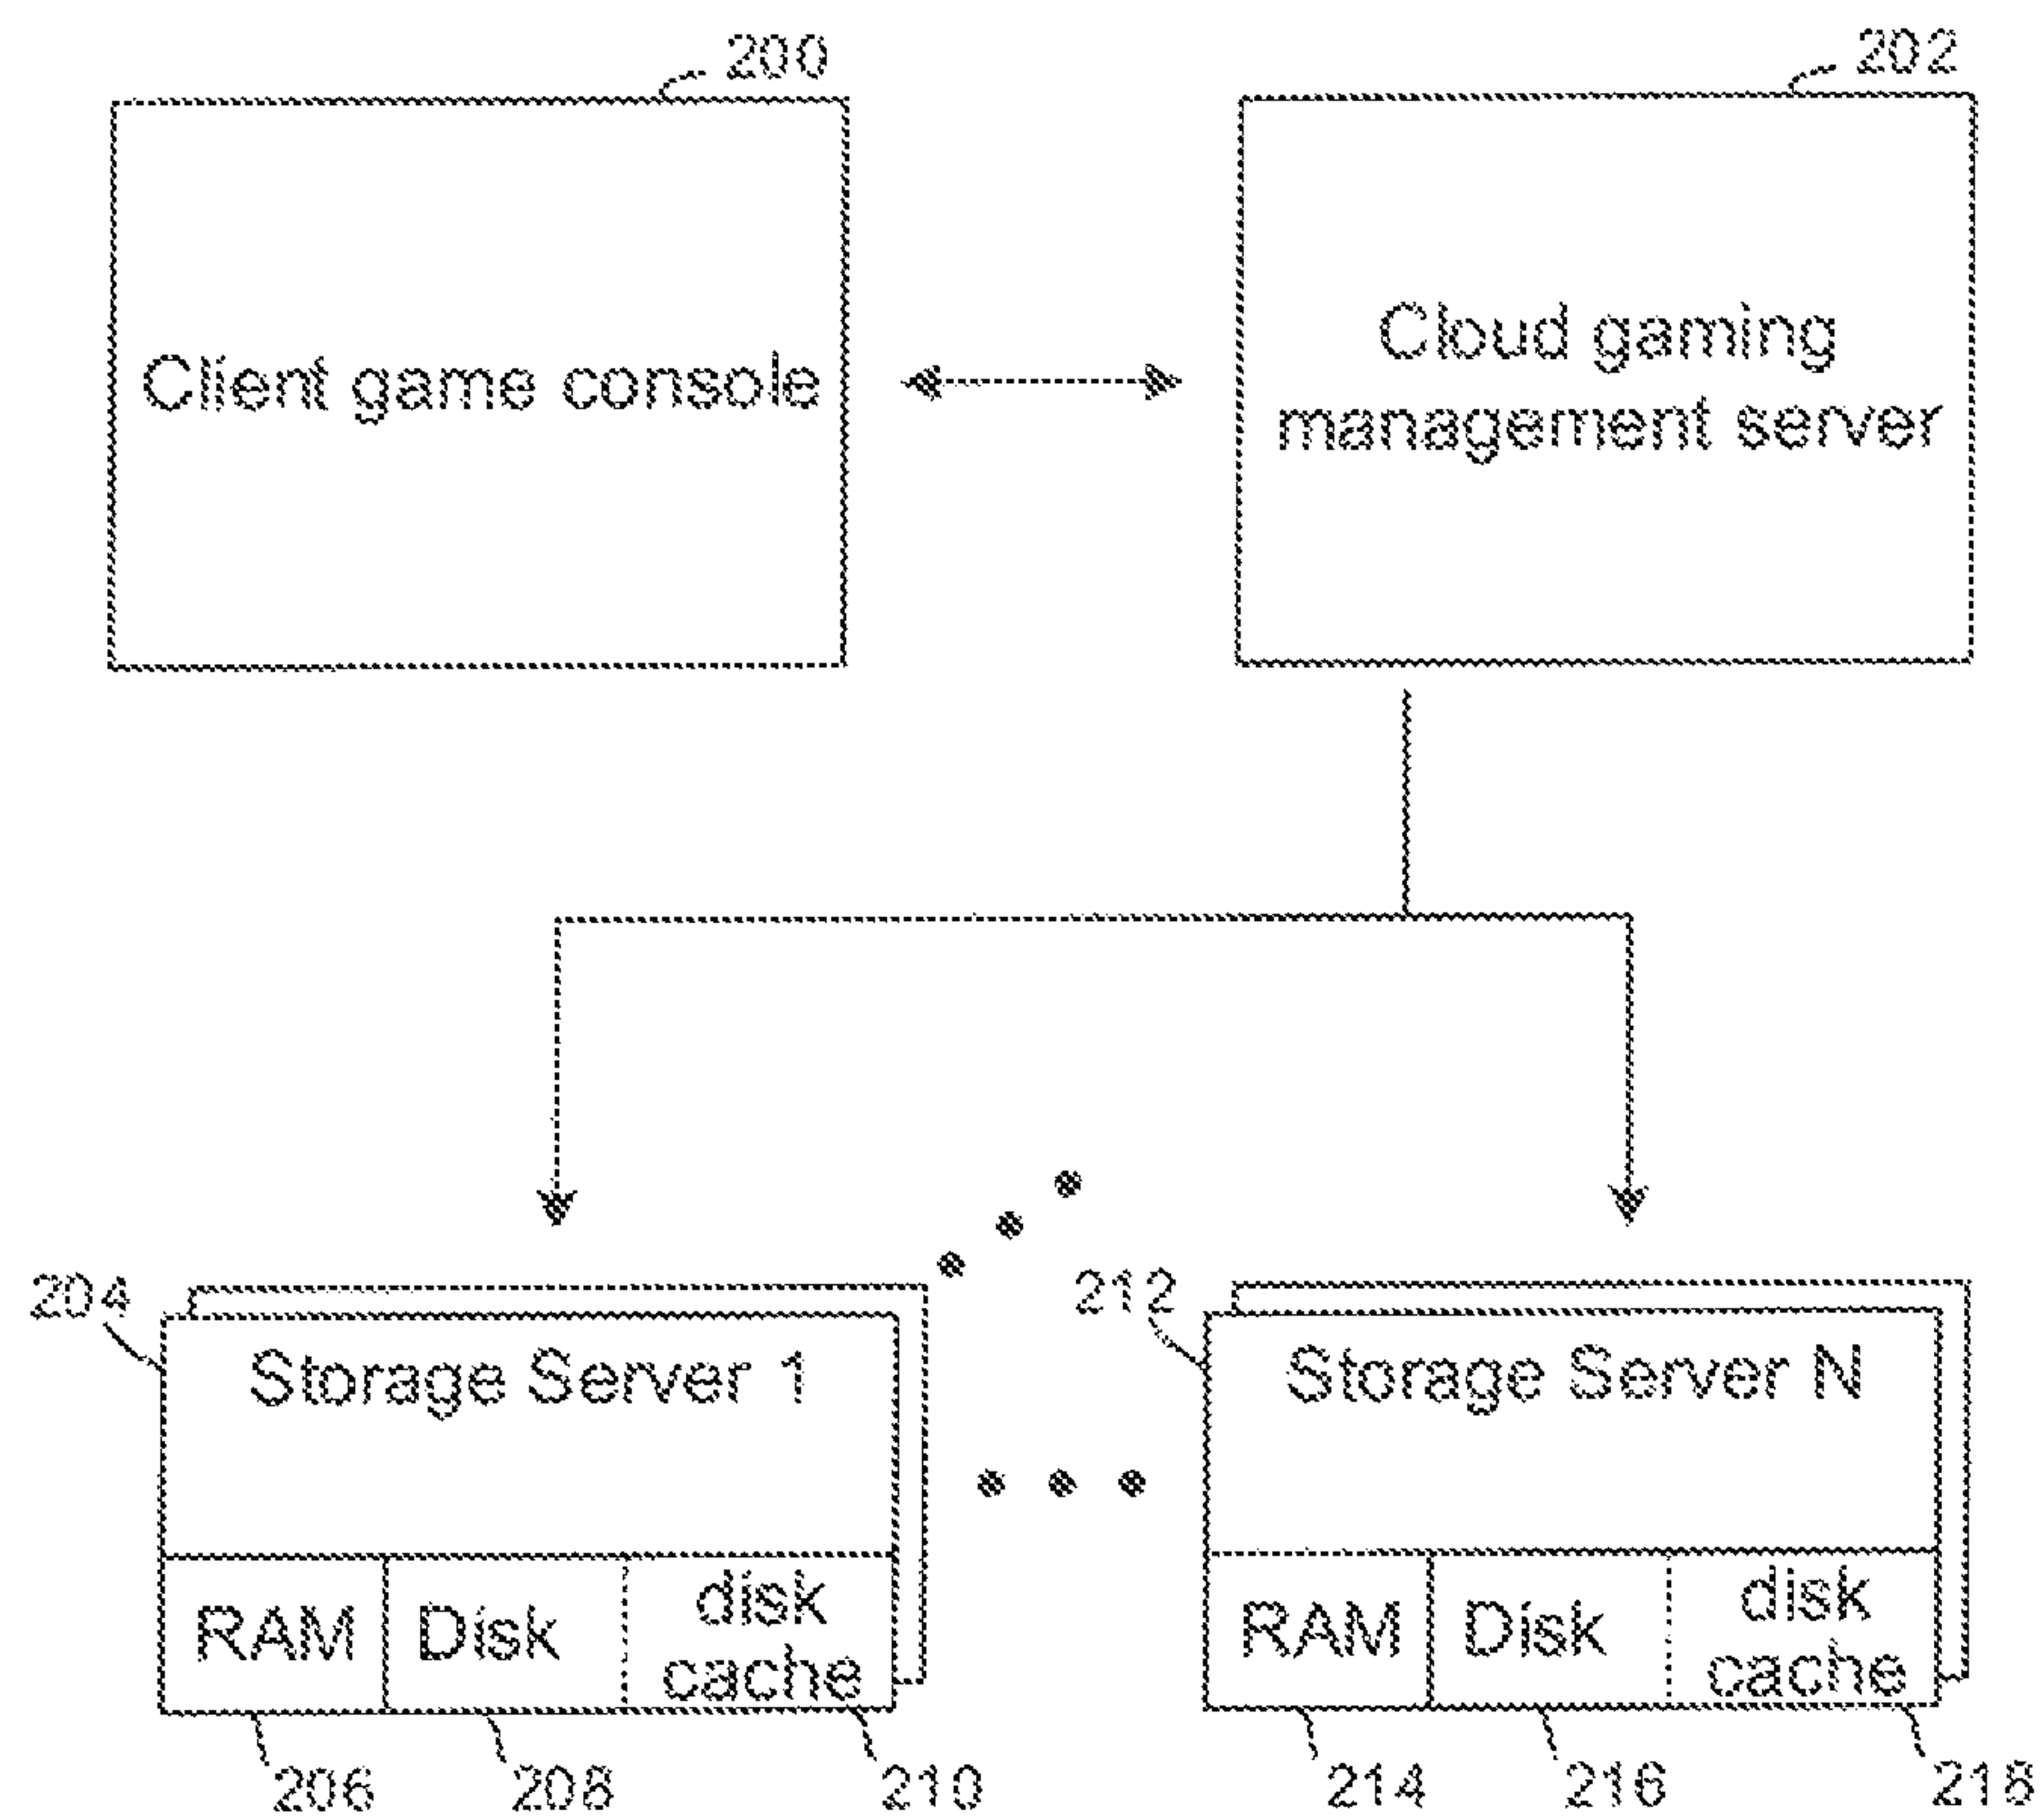 200
202
Client game console
Cloud gaming
management server
204
212
Storage Server 1
Storage Server N
RAM
Disk
disk
cache
RAM
Disk
disk
cache
206
208
210
214
216
218